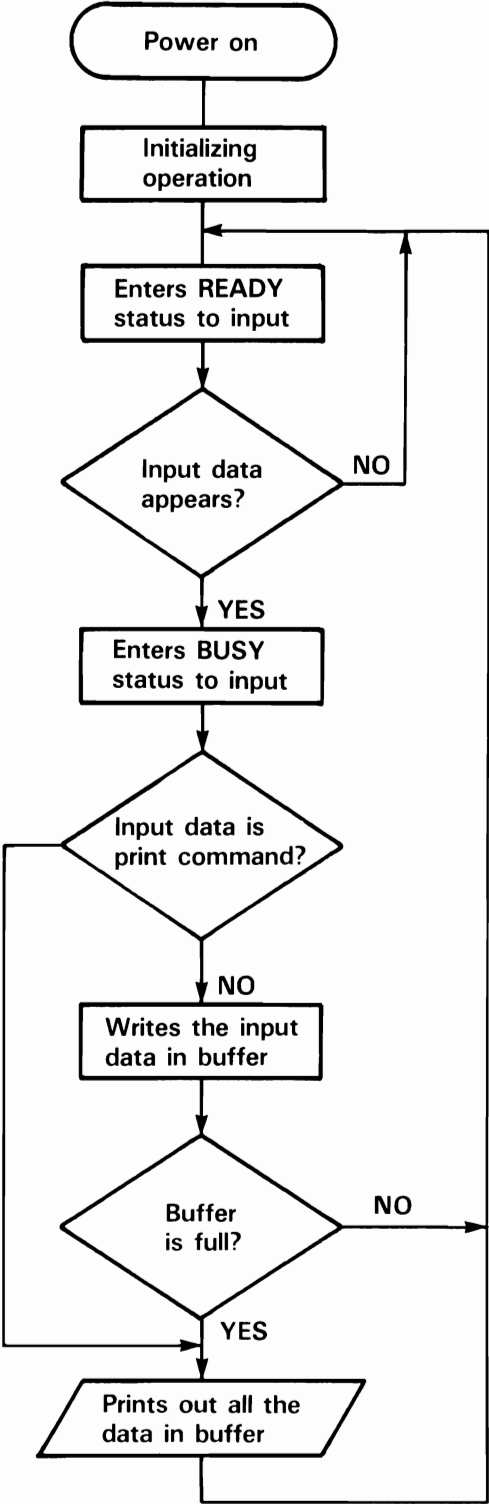 Power on
Initializing
operation
Enters READY
status to input
Input data
appears?
NO
YES
Enters BUSY
status to input
Input data is
print command?
NO
Writes the input
data in buffer
Buffer
is full?
NO
YES
Prints out all the
data in buffer